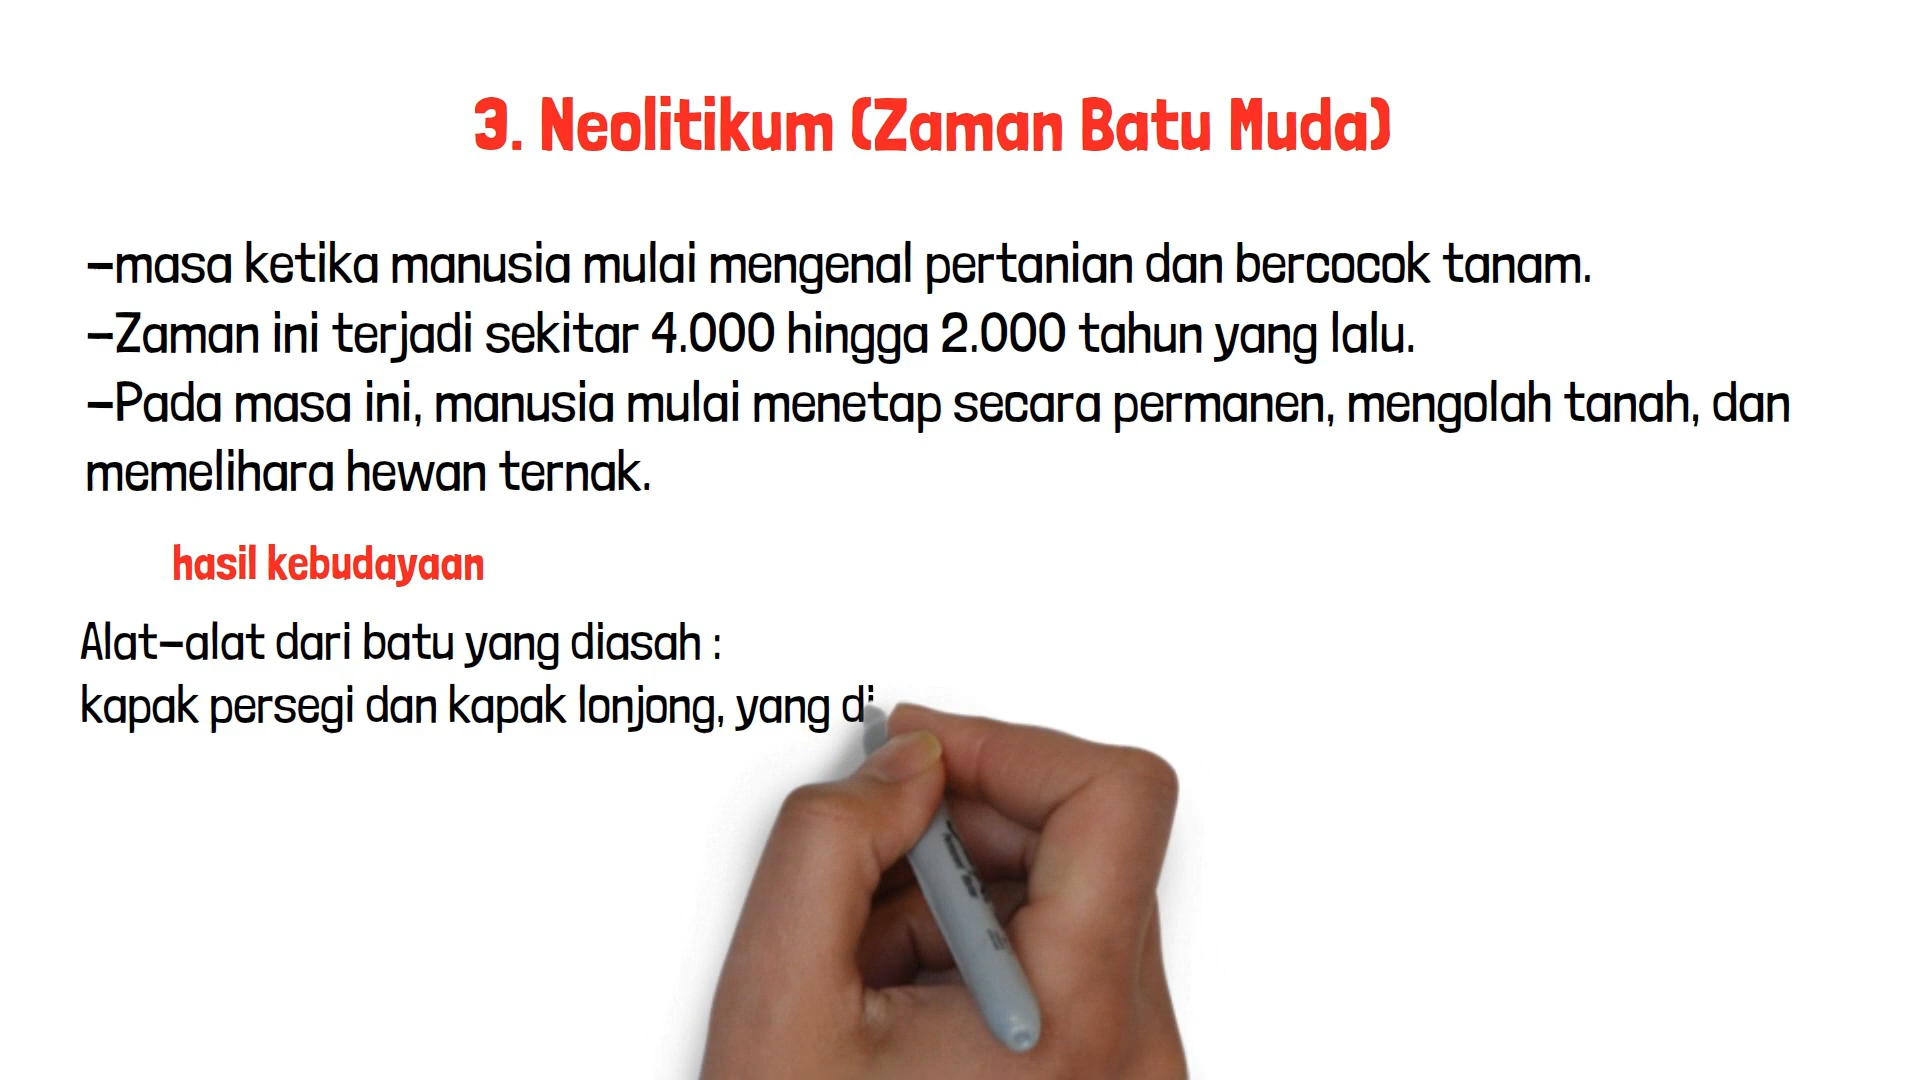 3. Neolitikum (Zaman Batu Muda)
-masa ketika manusia mulai mengenal pertanian dan bercocok tanam.
-Zaman ini terjadi sekitar 4.000 hingga 2.000 tahun yang lalu.
-Pada masa ini, manusia mulai menetap secara permanen, mengolah tanah, dan
memelihara hewan ternak.
hasil kebudayaan
Alat-alat dari batu yang diasah :
kapak persegi dan kapak lonjong, yang di